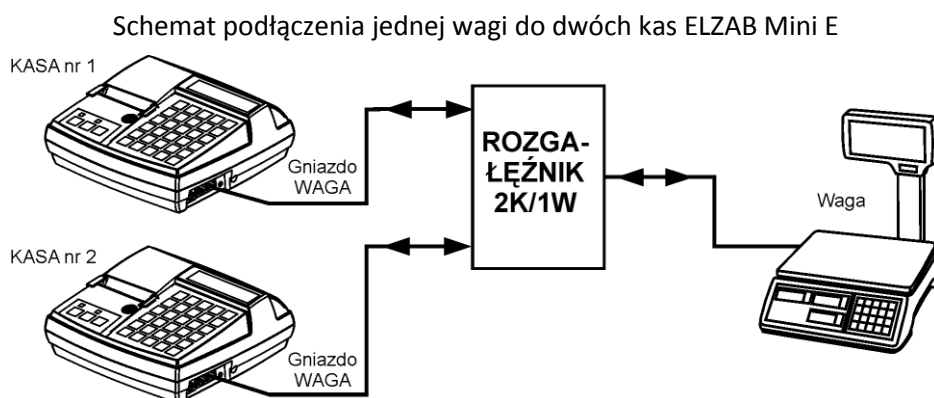 Schemat podłączenia jednej wagi do dwóch kas ELZAB Mini E
KASA nr 1
Gniazdo
WAGA
ROZGA-
ŁĘŹNIK
2K/1W
Waga
KASA nr 2
Gniazdo
WAGA